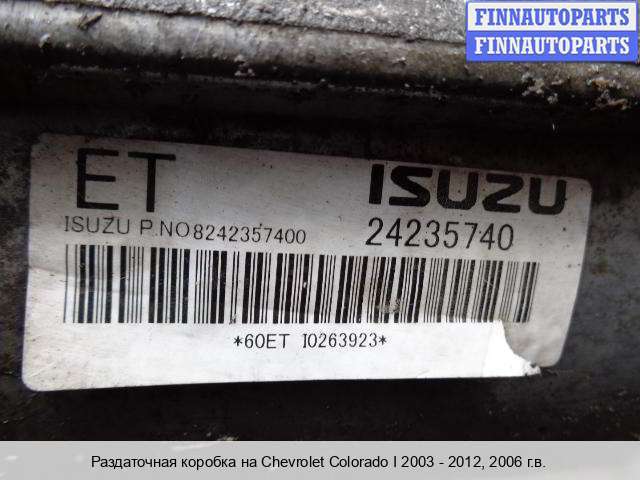 FINNAUTOPARTS
FINNAUTOPARTS
ET ISUZU
ISUZU P.NO8242357400 24235740
*60ET I0263923*
Раздаточная коробка на Chevrolet Colorado I 2003 - 2012, 2006 г.в.